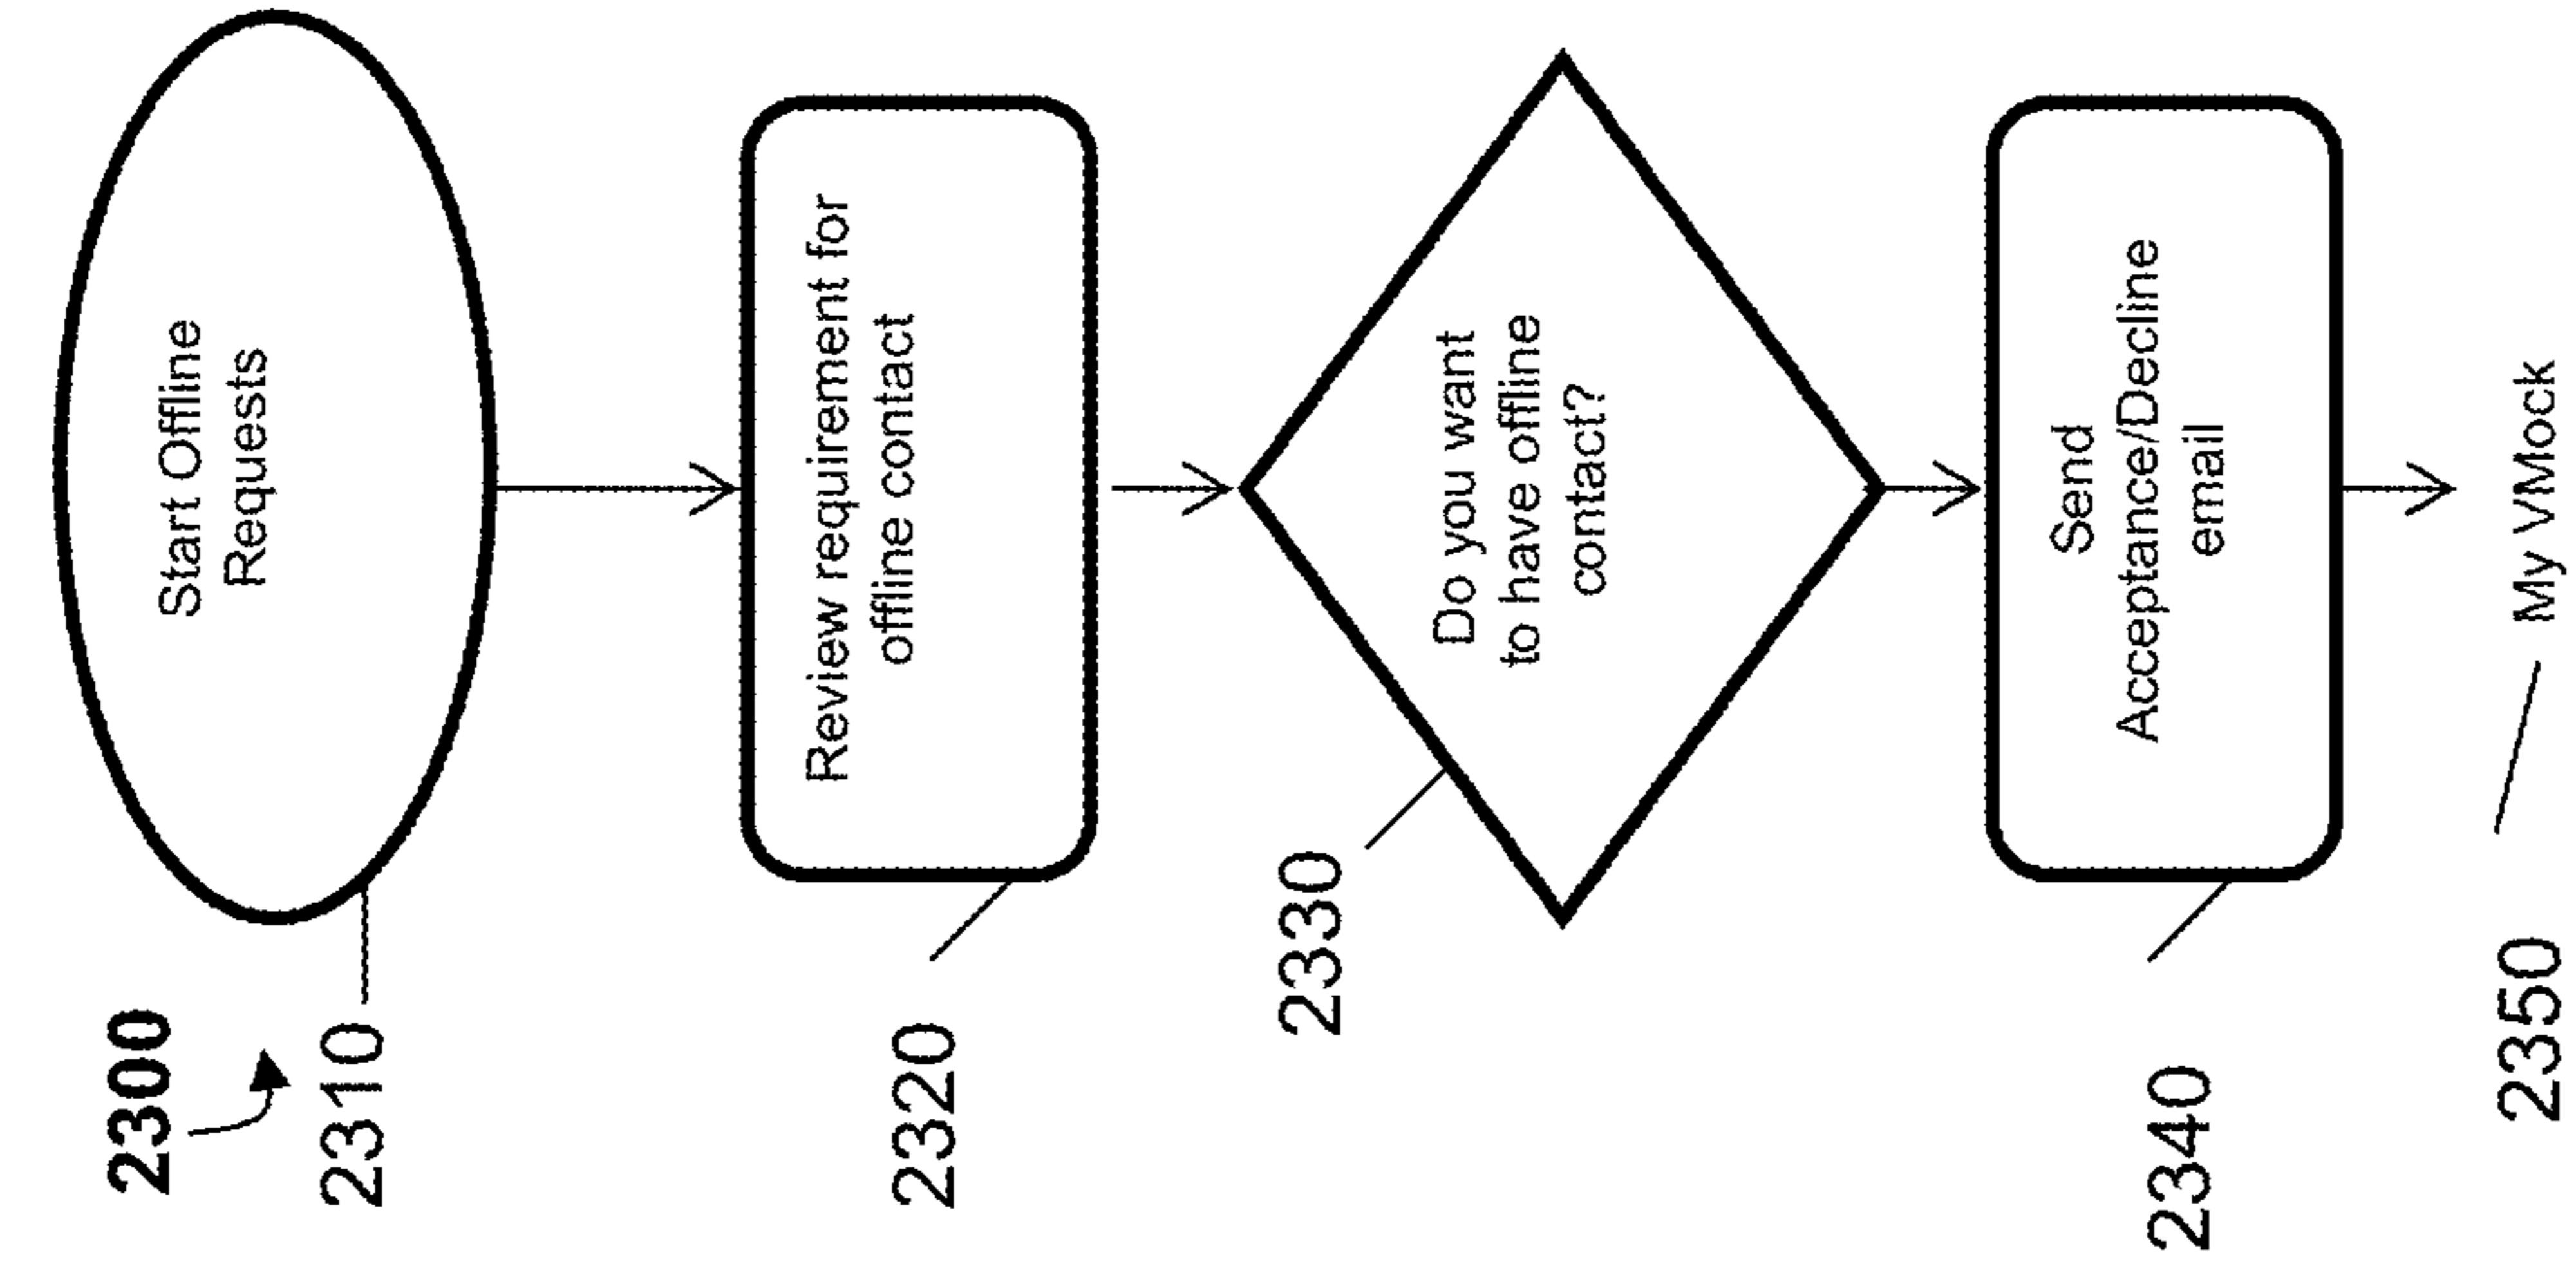 2300
2310
Start Offline
Requests
2320
Review requirement for
offline contact
2330
Do you want
to have offline
contact?
2340
Send
Acceptance/Decline
email
2350
My VMock